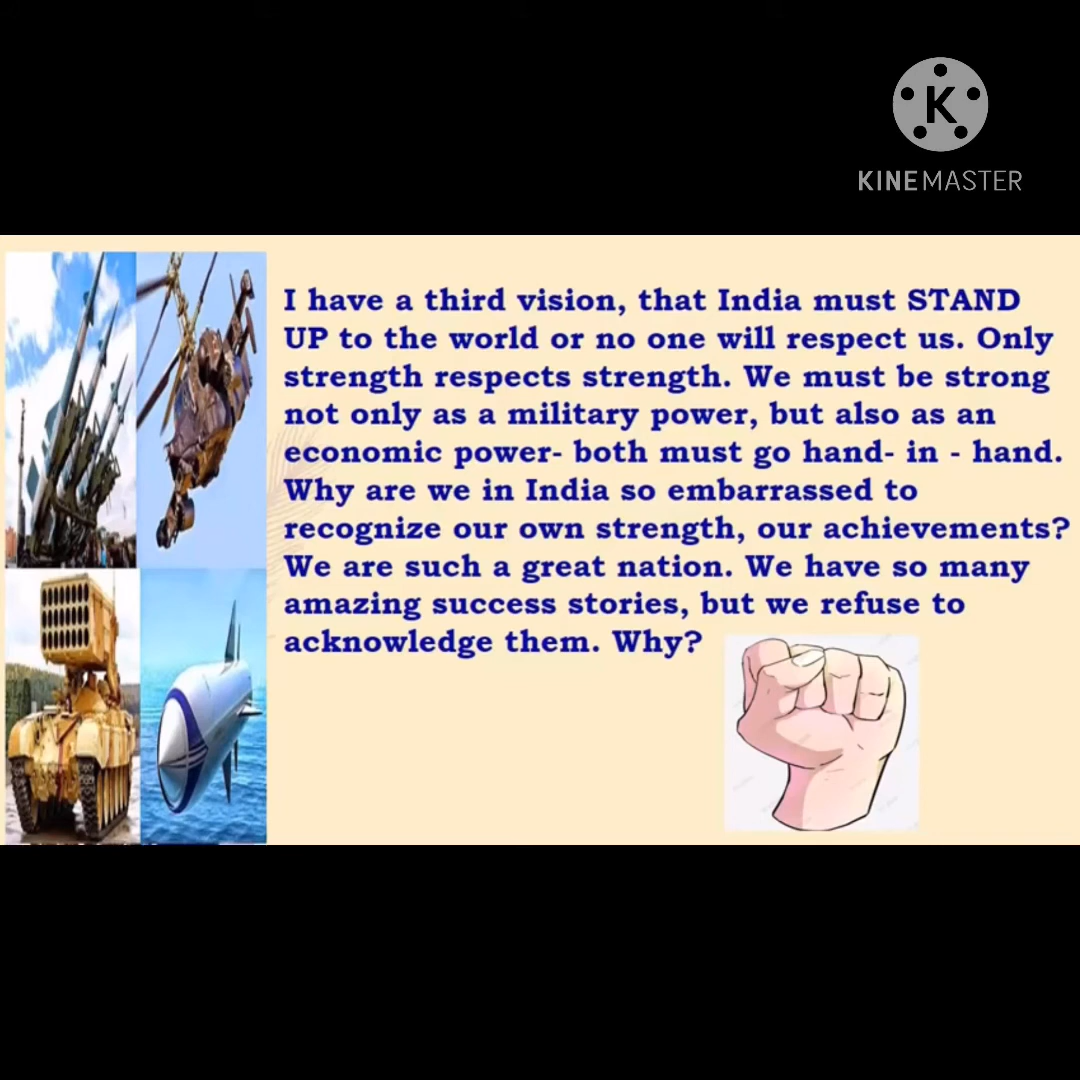 K
KINEMASTER
I have a third vision, that India must STAND
UP to the world or no one will respect us. Only
strength respects strength. We must be strong
not only as a military power, but also as an
economic power- both must go hand- in - hand.
Why are we in India so embarrassed to
recognize our own strength, our achievements?
We are such a great nation. We have so many
amazing success stories, but we refuse to
acknowledge them. Why?